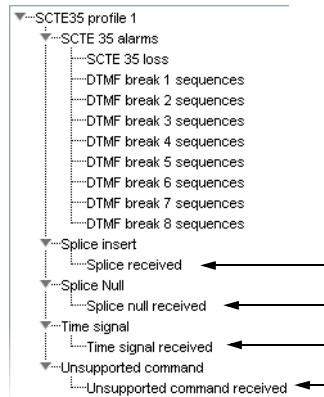 SCTE35 profile 1
SCTE 35 alarms
SCTE 35 loss
DTMF break 1 sequences
DTMF break 2 sequences
DTMF break 3 sequences
DTMF break 4 sequences
DTMF break 5 sequences
DTMF break 6 sequences
DTMF break 7 sequences
DTMF break 8 sequences
Splice insert
Splice received
Splice Null
Splice null received
Time signal
Time signal received
Unsupported command
Unsupported command received